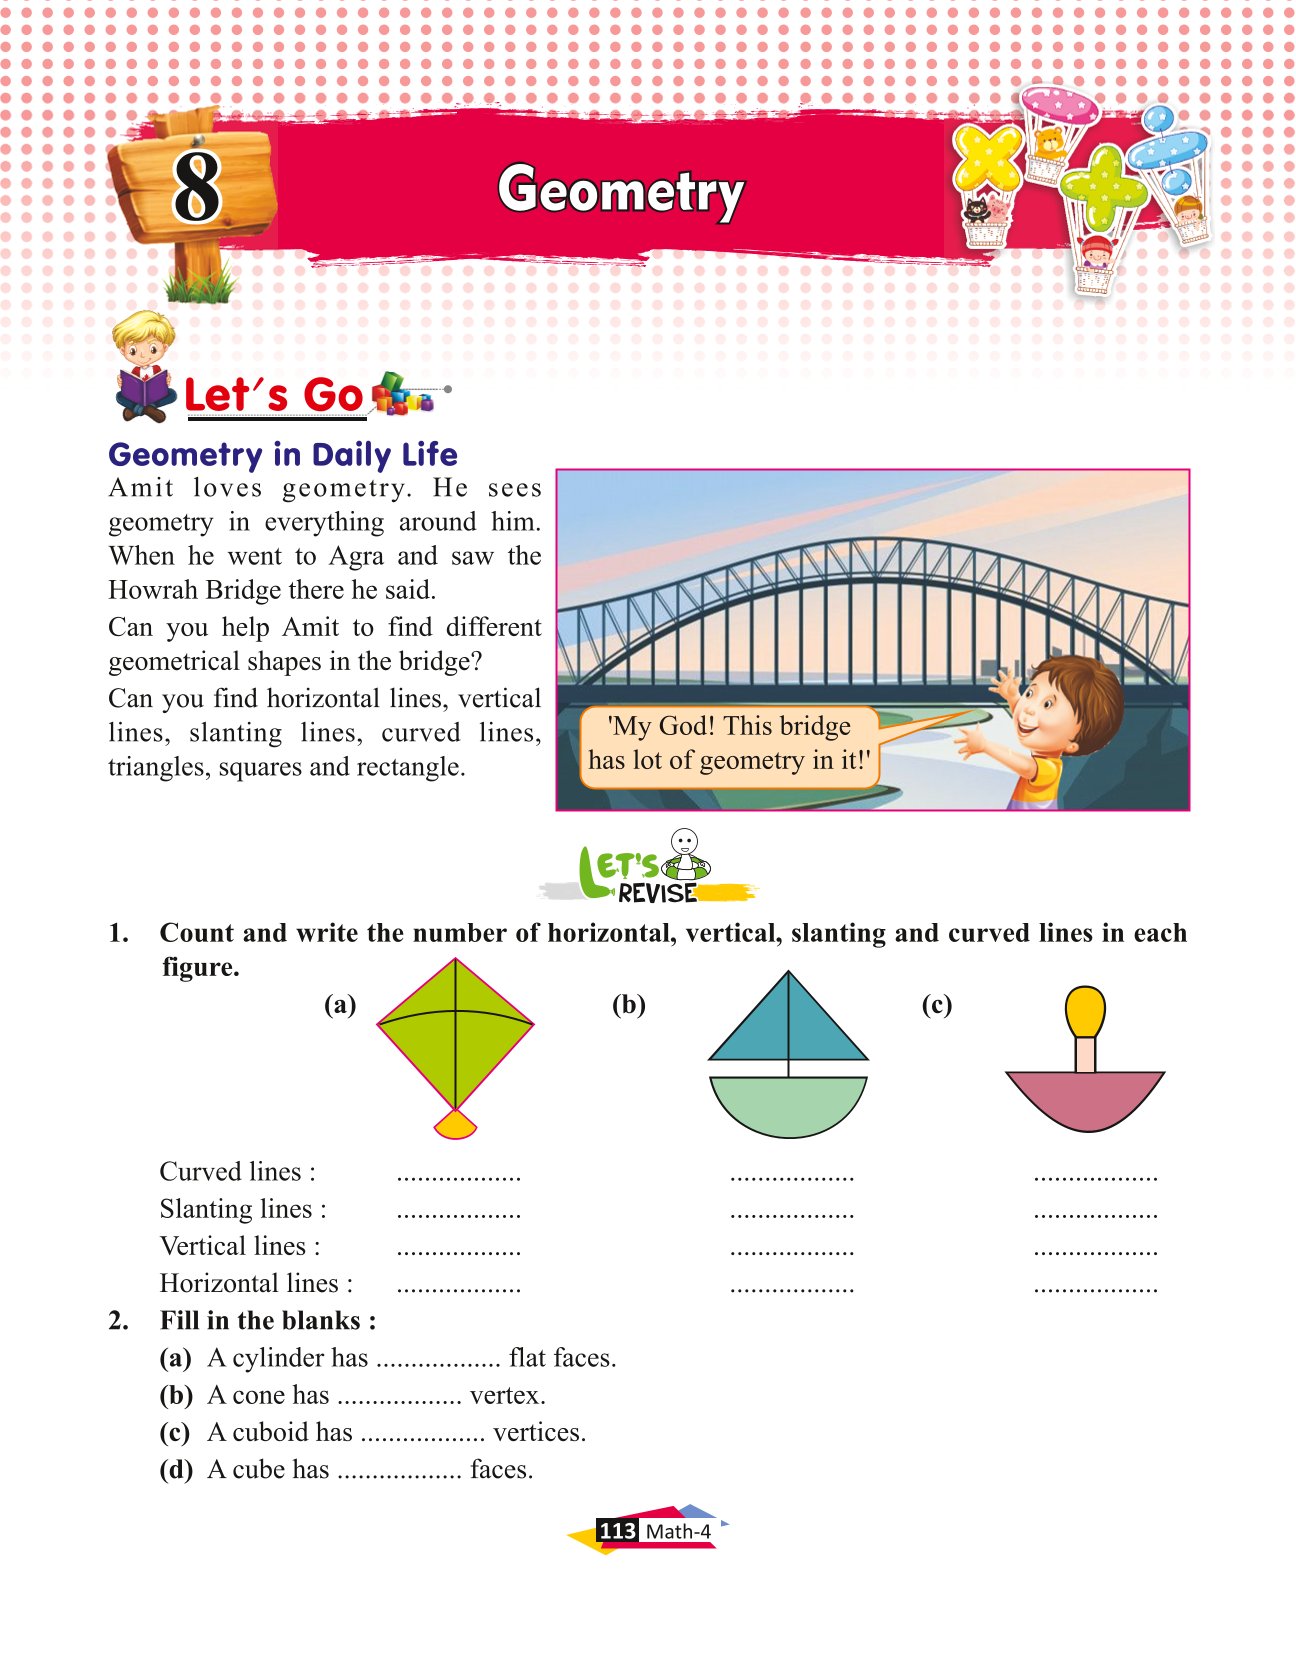 8
Geometry
Let's Go
Geometry in Daily Life
Amit loves geometry. He sees
geometry in everything around him.
When he went to Agra and saw the
Howrah Bridge there he said.
Can you help Amit to find different
geometrical shapes in the bridge?
Can you find horizontal lines, vertical
lines, slanting lines, curved lines,
triangles, squares and rectangle.
'My God! This bridge
has lot of geometry in it!'
LET'S
REVISE
1. Count and write the number of horizontal, vertical, slanting and curved lines in each
figure.
(a) (b) (c)
Curved lines : .................. .................. ..................
Slanting lines : .................. .................. ..................
Vertical lines : .................. .................. ..................
Horizontal lines : .................. .................. ..................
2. Fill in the blanks :
(a) A cylinder has .................. flat faces.
(b) A cone has .................. vertex.
(c) A cuboid has .................. vertices.
(d) A cube has .................. faces.
113 Math-4